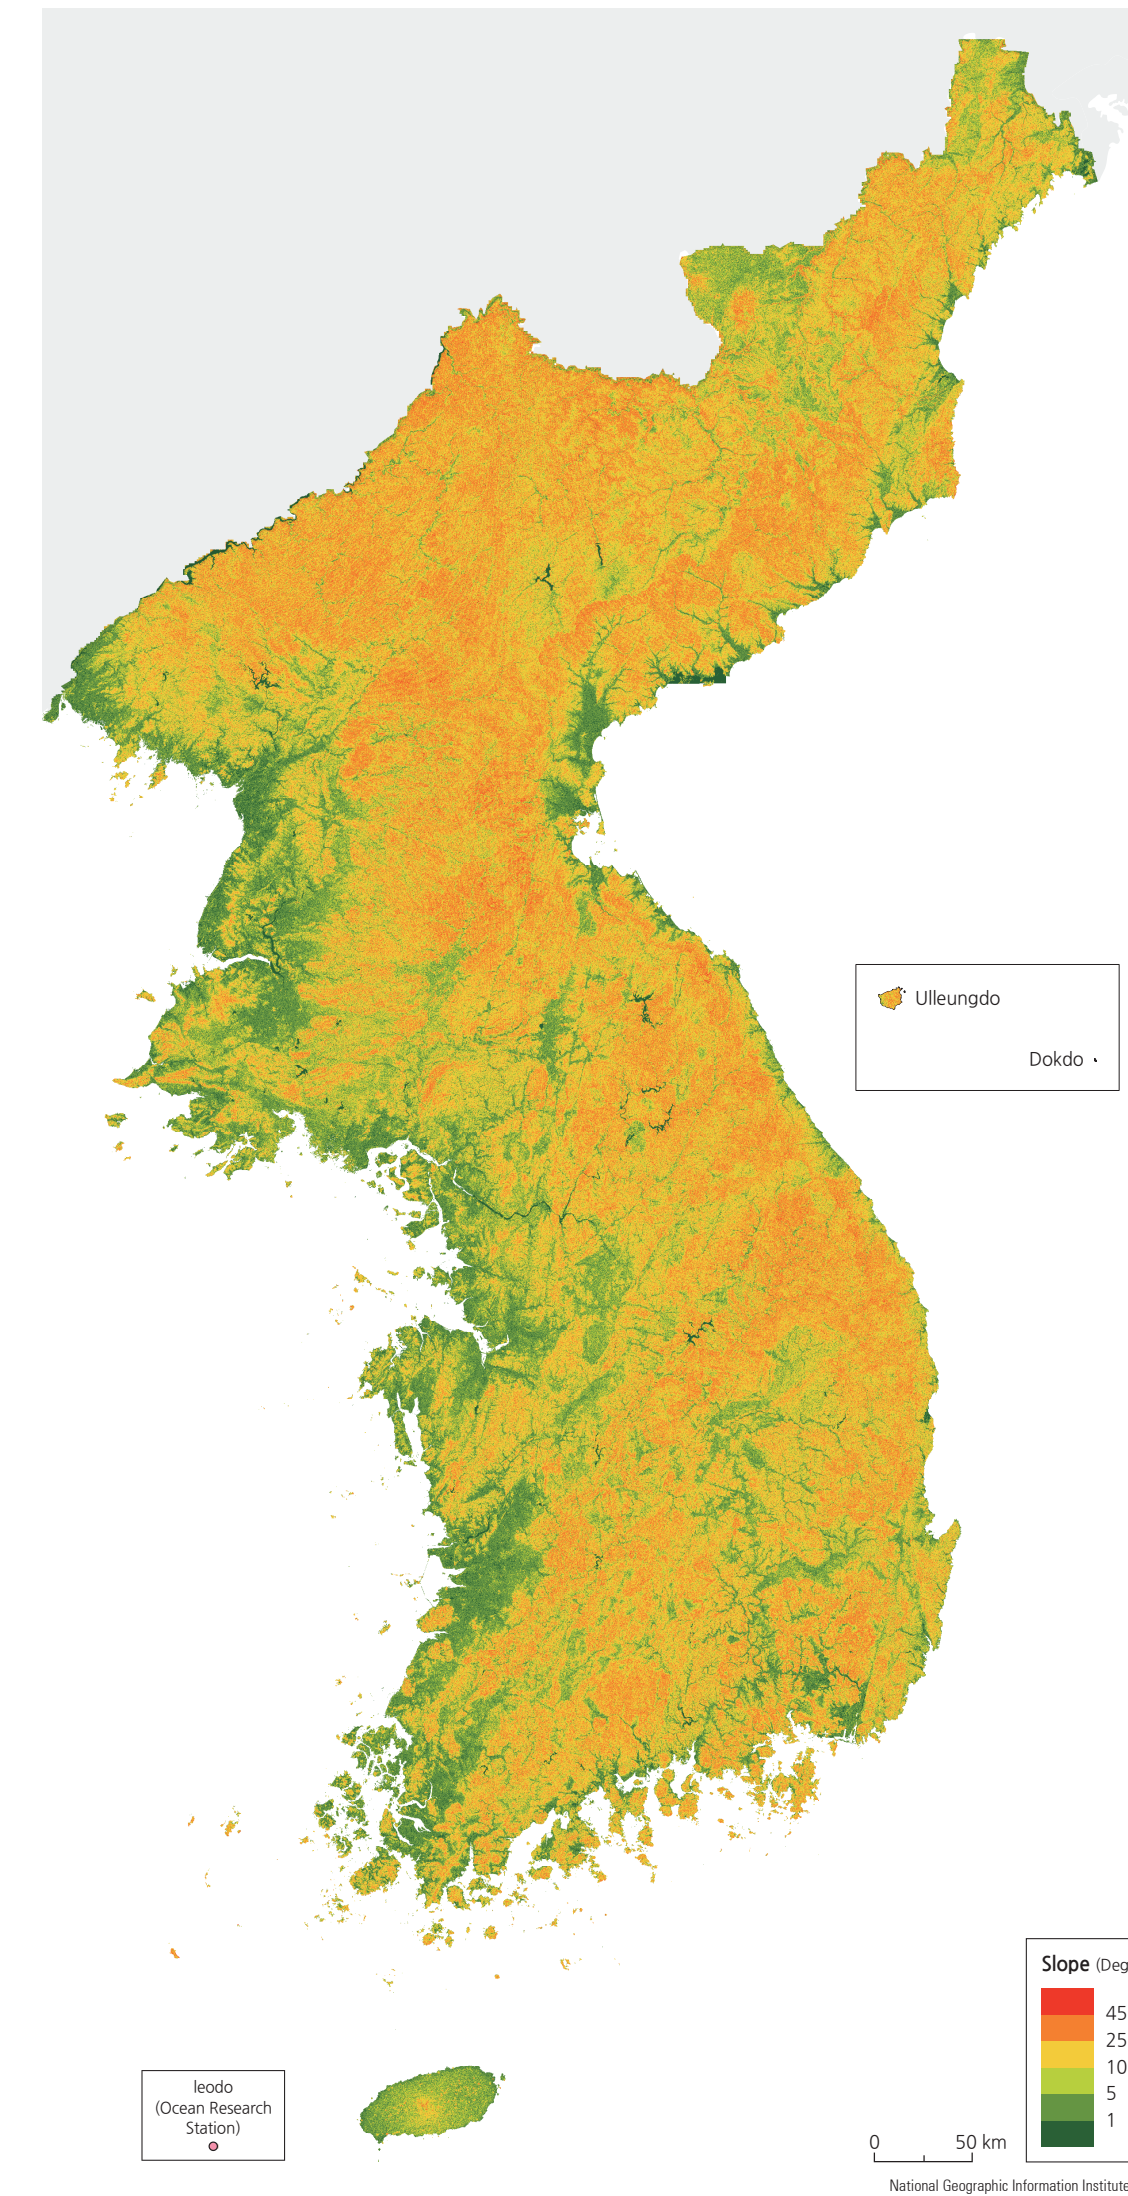 Ulleungdo
Dokdo
Slope (Deg
45
25
10
5
1
Ieodo
(Ocean Research
Station)
0 50 km
National Geographic Information Institute